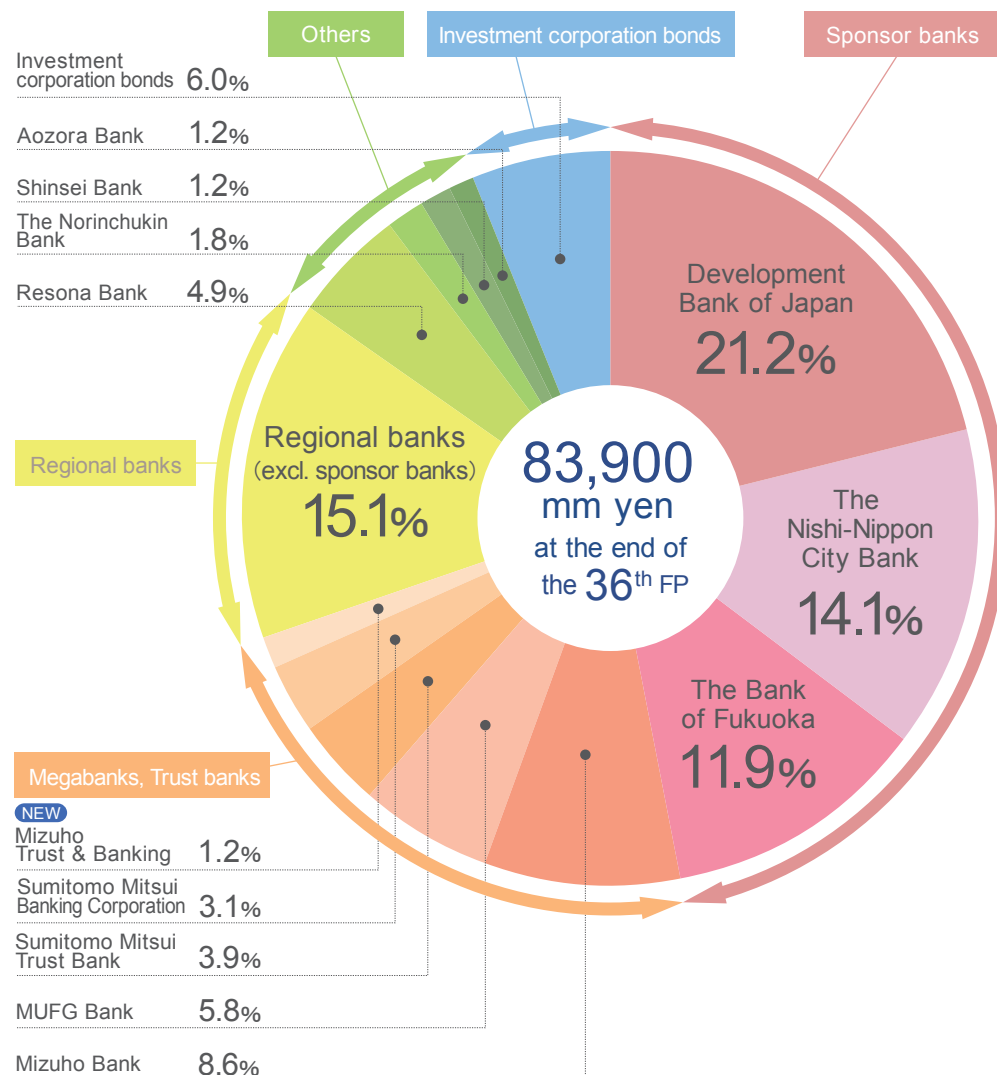 Others
Investment corporation bonds
Sponsor banks
Investment
corporation bonds 6.0%
Aozora Bank 1.2%
Shinsei Bank 1.2%
The Norinchukin
Bank 1.8%
Resona Bank 4.9%
Development
Bank of Japan
21.2%
The
Nishi-Nippon
City Bank
14.1%
The Bank
of Fukuoka
11.9%
Regional banks
Regional banks
(excl. sponsor banks)
15.1%
83,900
mm yen
at the end of
the 36th FP
Megabanks, Trust banks
NEW
Mizuho
Trust & Banking 1.2%
Sumitomo Mitsui
Banking Corporation 3.1%
Sumitomo Mitsui
Trust Bank 3.9%
MUFG Bank 5.8%
Mizuho Bank 8.6%